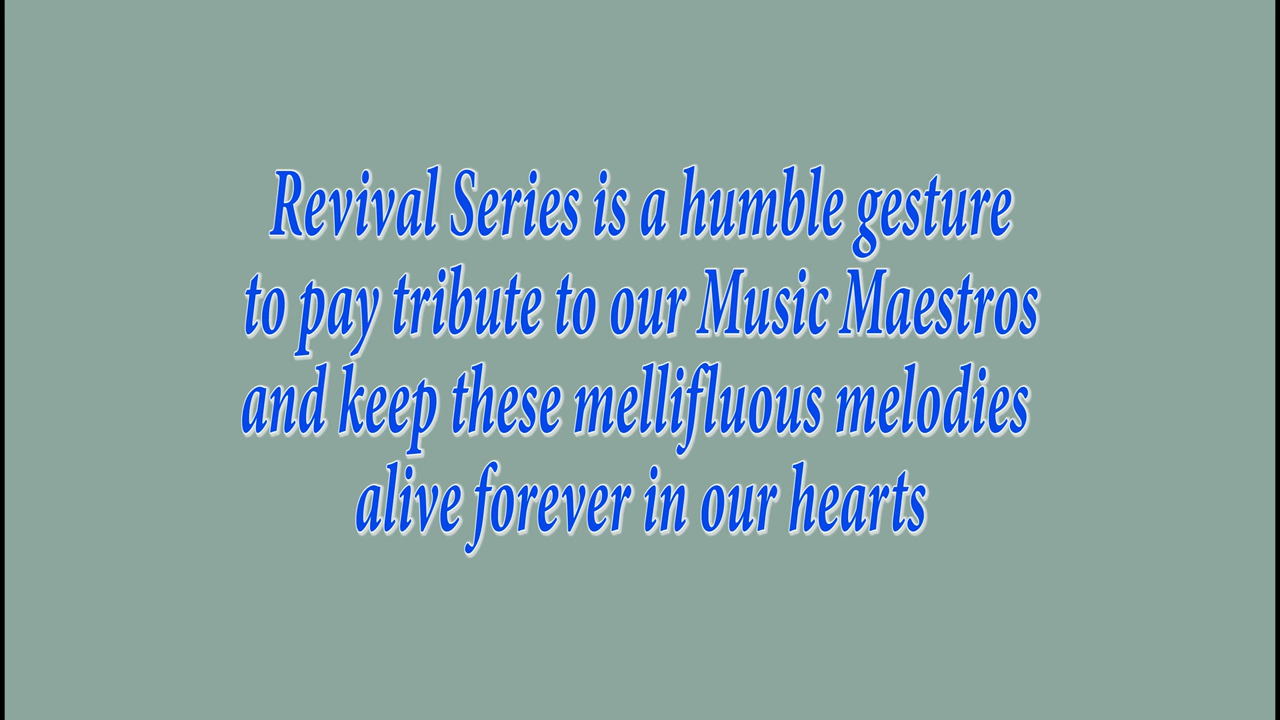 Revival Series is a humble gesture
to pay tribute to our Music Maestros
and keep these mellifluous melodies
alive forever in our hearts